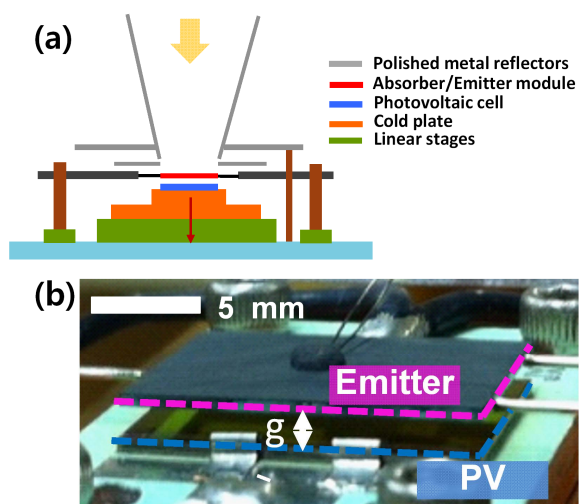 (a)
Polished metal reflectors
Absorber/Emitter module
Photovoltaic cell
Cold plate
Linear stages
(b)
5 mm
Emitter
g
PV